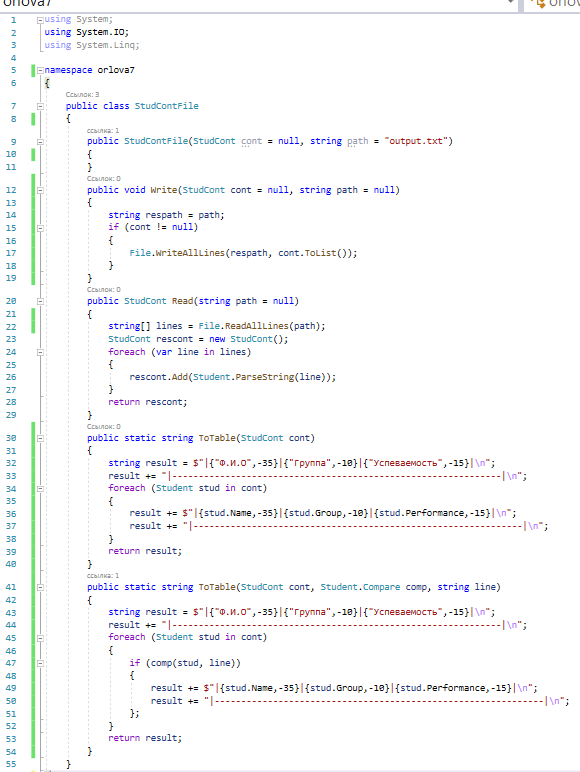 orlova7
1 using System;
2 using System.IO;
3 using System.Linq;
4
5 namespace orlova7
6 {
Ссылок: 3
7 public class StudContFile
8 {
ссылка: 1
9 public StudContFile(StudCont cont = null, string path = "output.txt")
10 {
11 }
Ссылок: 0
12 public void Write(StudCont cont = null, string path = null)
13 {
14 string respath = path;
15 if (cont != null)
16 {
17 File.WriteAllLines(respath, cont.ToList());
18 }
19 }
Ссылок: 0
20 public StudCont Read(string path = null)
21 {
22 string[] lines = File.ReadAllLines(path);
23 StudCont rescont = new StudCont();
24 foreach (var line in lines)
25 {
26 rescont.Add(Student.ParseString(line));
27 }
28 return rescont;
29 }
Ссылок: 0
30 public static string ToTable(StudCont cont)
31 {
32 string result = $"|{"Ф.И.О",-35}|{"Группа",-10}|{"Успеваемость",-15}|\n";
33 result += "|--------------------------------------------------------------|\n";
34 foreach (Student stud in cont)
35 {
36 result += $"|{stud.Name,-35}|{stud.Group,-10}|{stud.Performance,-15}|\n";
37 result += "|--------------------------------------------------------------|\n";
38 }
39 return result;
40 }
ссылка: 1
41 public static string ToTable(StudCont cont, Student.Compare comp, string line)
42 {
43 string result = $"|{"Ф.И.О",-35}|{"Группа",-10}|{"Успеваемость",-15}|\n";
44 result += "|--------------------------------------------------------------|\n";
45 foreach (Student stud in cont)
46 {
47 if (comp(stud, line))
48 {
49 result += $"|{stud.Name,-35}|{stud.Group,-10}|{stud.Performance,-15}|\n";
50 result += "|--------------------------------------------------------------|\n";
51 };
52 }
53 return result;
54 }
55 }